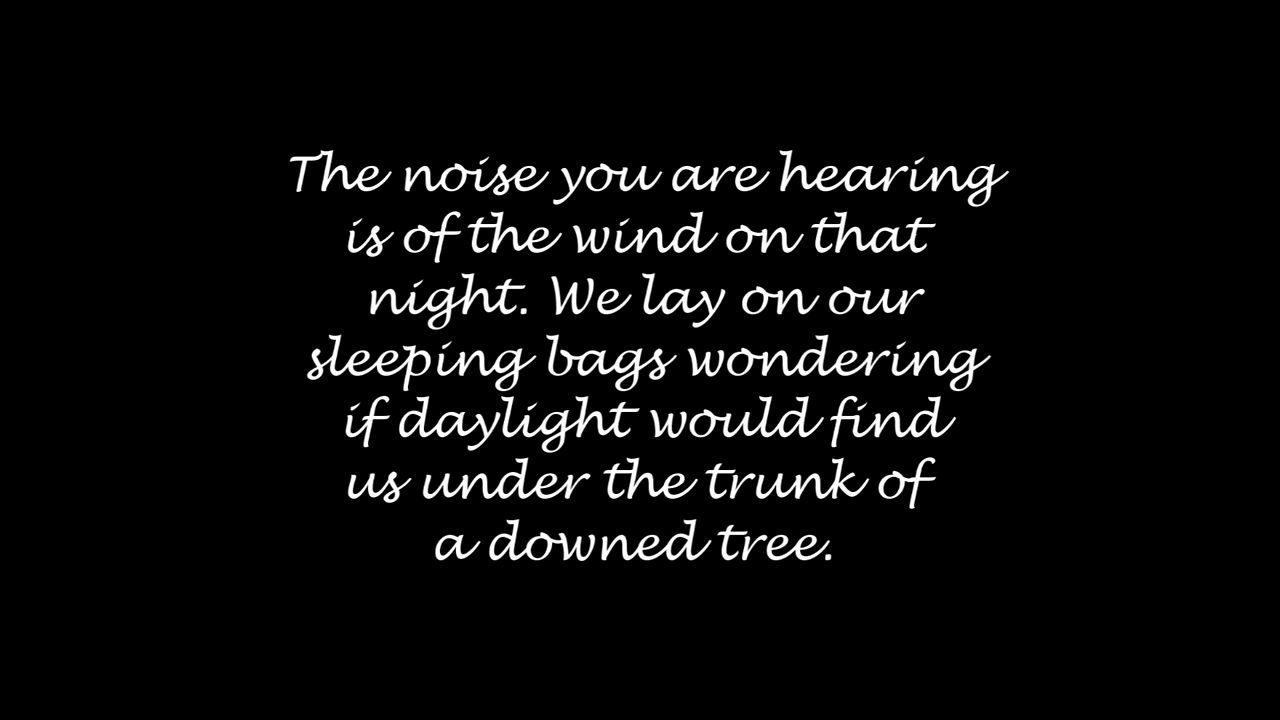 The noise you are hearing
is of the wind on that
night. We lay on our
sleeping bags wondering
if daylight would find
us under the trunk of
a downed tree.